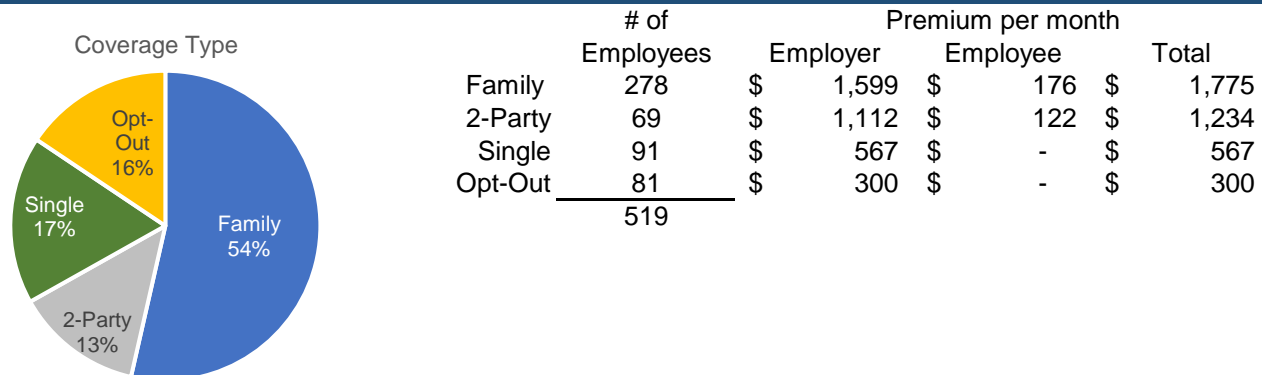 Coverage Type
Opt-
Out
16%
Single
17%
Family
54%
2-Party
13%
# of Premium per month
Employees Employer Employee Total
Family 278 $ 1,599 $ 176 $ 1,775
2-Party 69 $ 1,112 $ 122 $ 1,234
Single 91 $ 567 $ - $ 567
Opt-Out 81 $ 300 $ - $ 300
519